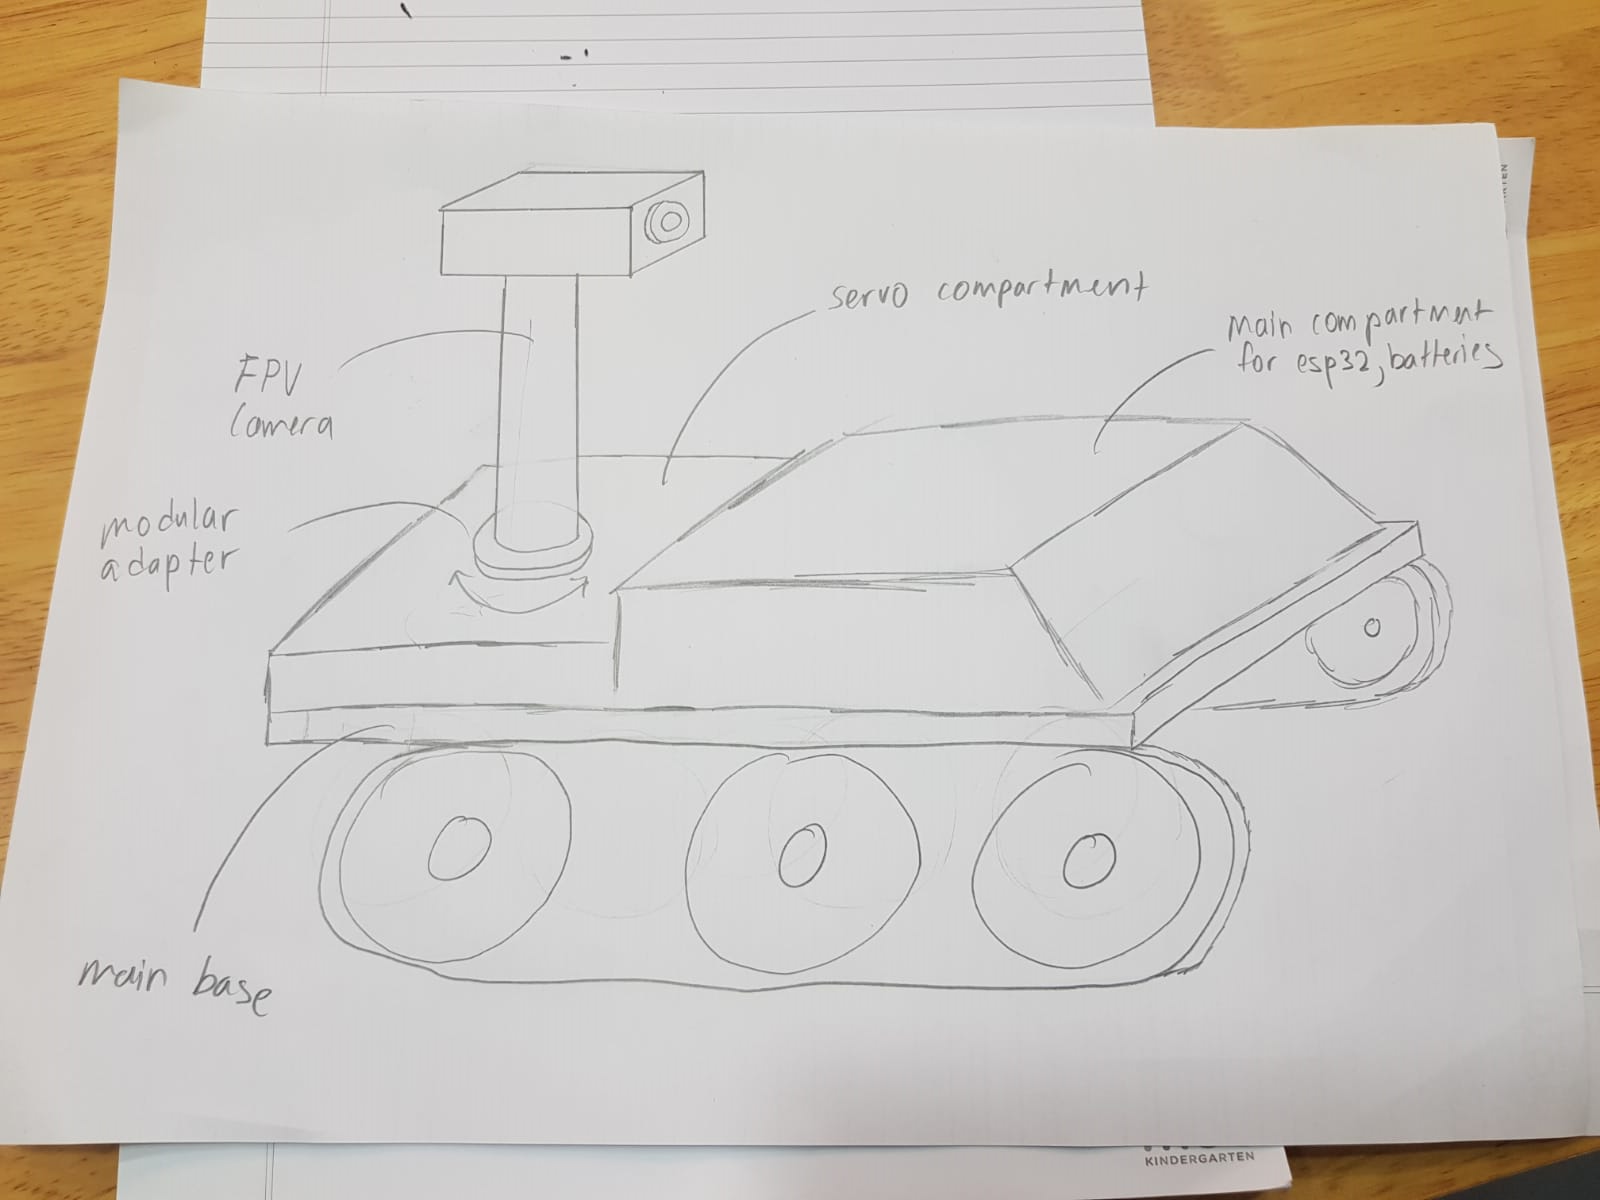 servo compartment
Main compartment
for esp32, batteries
FPV
Camera
modular
adapter
main base
KINDERGARTEN